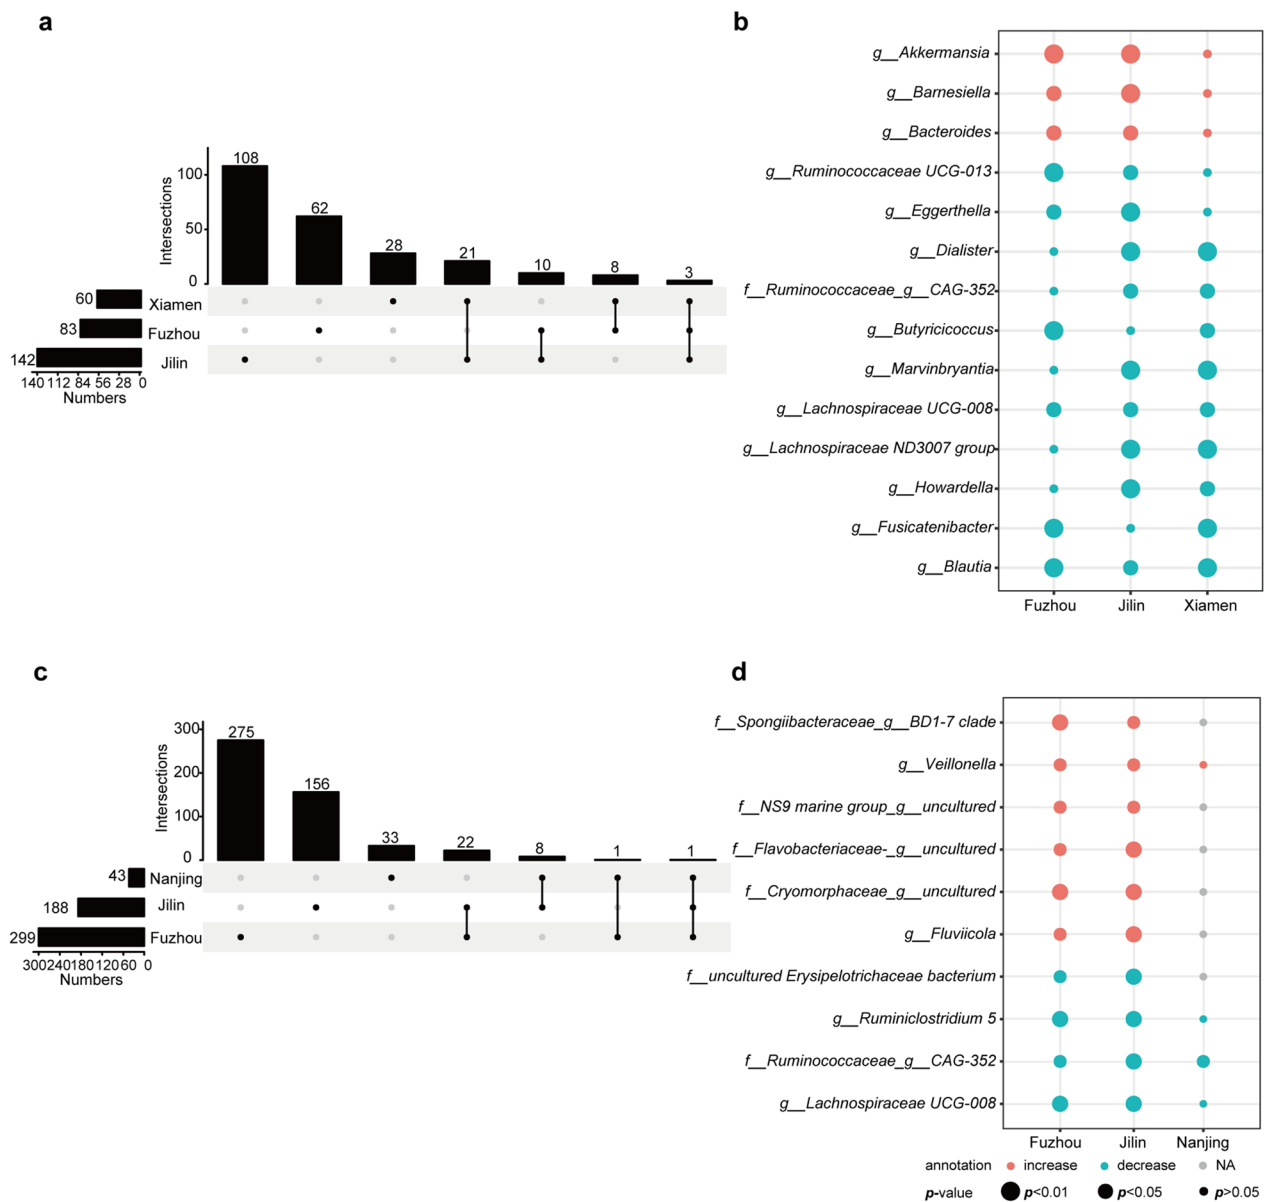 a
Intersections
100
50
0
108
62
28
21
10
8
3
60
83
142
Xiamen
Fuzhou
Jilin
140 112 84 56 28 0
Numbers
b
g__Akkermansia
g__Barnesiella
g__Bacteroides
g__Ruminococcaceae UCG-013
g__Eggerthella
g__Dialister
f__Ruminococcaceae_g__CAG-352
g__Butyricicoccus
g__Marvinbryantia
g__Lachnospiraceae UCG-008
g__Lachnospiraceae ND3007 group
g__Howardella
g__Fusicatenibacter
g__Blautia
Fuzhou Jilin Xiamen
c
Intersections
300
200
100
0
275
156
33
22
8
1
1
43
188
299
Nanjing
Jilin
Fuzhou
300 240 180 120 60 0
Numbers
d
f__Spongiibacteraceae_g__BD1-7 clade
g__Veillonella
f__NS9 marine group_g__uncultured
f__Flavobacteriaceae-_g__uncultured
f__Cryomorphaceae_g__uncultured
g__Fluviicola
f__uncultured Erysipelotrichaceae bacterium
g__Ruminiclostridium 5
f__Ruminococcaceae_g__CAG-352
g__Lachnospiraceae UCG-008
Fuzhou Jilin Nanjing
annotation increase decrease NA
p-value p<0.01 p<0.05 p>0.05